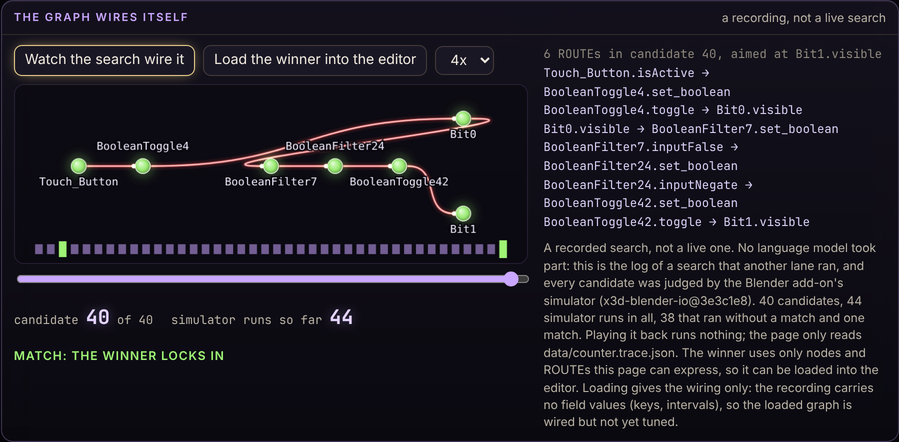 THE GRAPH WIRES ITSELF
a recording, not a live search
Watch the search wire it
Load the winner into the editor
4x
BooleanToggle4
BooleanFilter24
Bit0
Touch_Button
BooleanFilter7
BooleanToggle42
Bit1
candidate 40 of 40 simulator runs so far 44
MATCH: THE WINNER LOCKS IN
6 ROUTEs in candidate 40, aimed at Bit1.visible
Touch_Button.isActive →
BooleanToggle4.set_boolean
BooleanToggle4.toggle → Bit0.visible
Bit0.visible → BooleanFilter7.set_boolean
BooleanFilter7.inputFalse →
BooleanFilter24.set_boolean
BooleanFilter24.inputNegate →
BooleanToggle42.set_boolean
BooleanToggle42.toggle → Bit1.visible
A recorded search, not a live one. No language model took
part: this is the log of a search that another lane ran, and
every candidate was judged by the Blender add-on's
simulator (x3d-blender-io@3e3c1e8). 40 candidates, 44
simulator runs in all, 38 that ran without a match and one
match. Playing it back runs nothing; the page only reads
data/counter.trace.json. The winner uses only nodes and
ROUTEs this page can express, so it can be loaded into the
editor. Loading gives the wiring only: the recording carries
no field values (keys, intervals), so the loaded graph is
wired but not yet tuned.